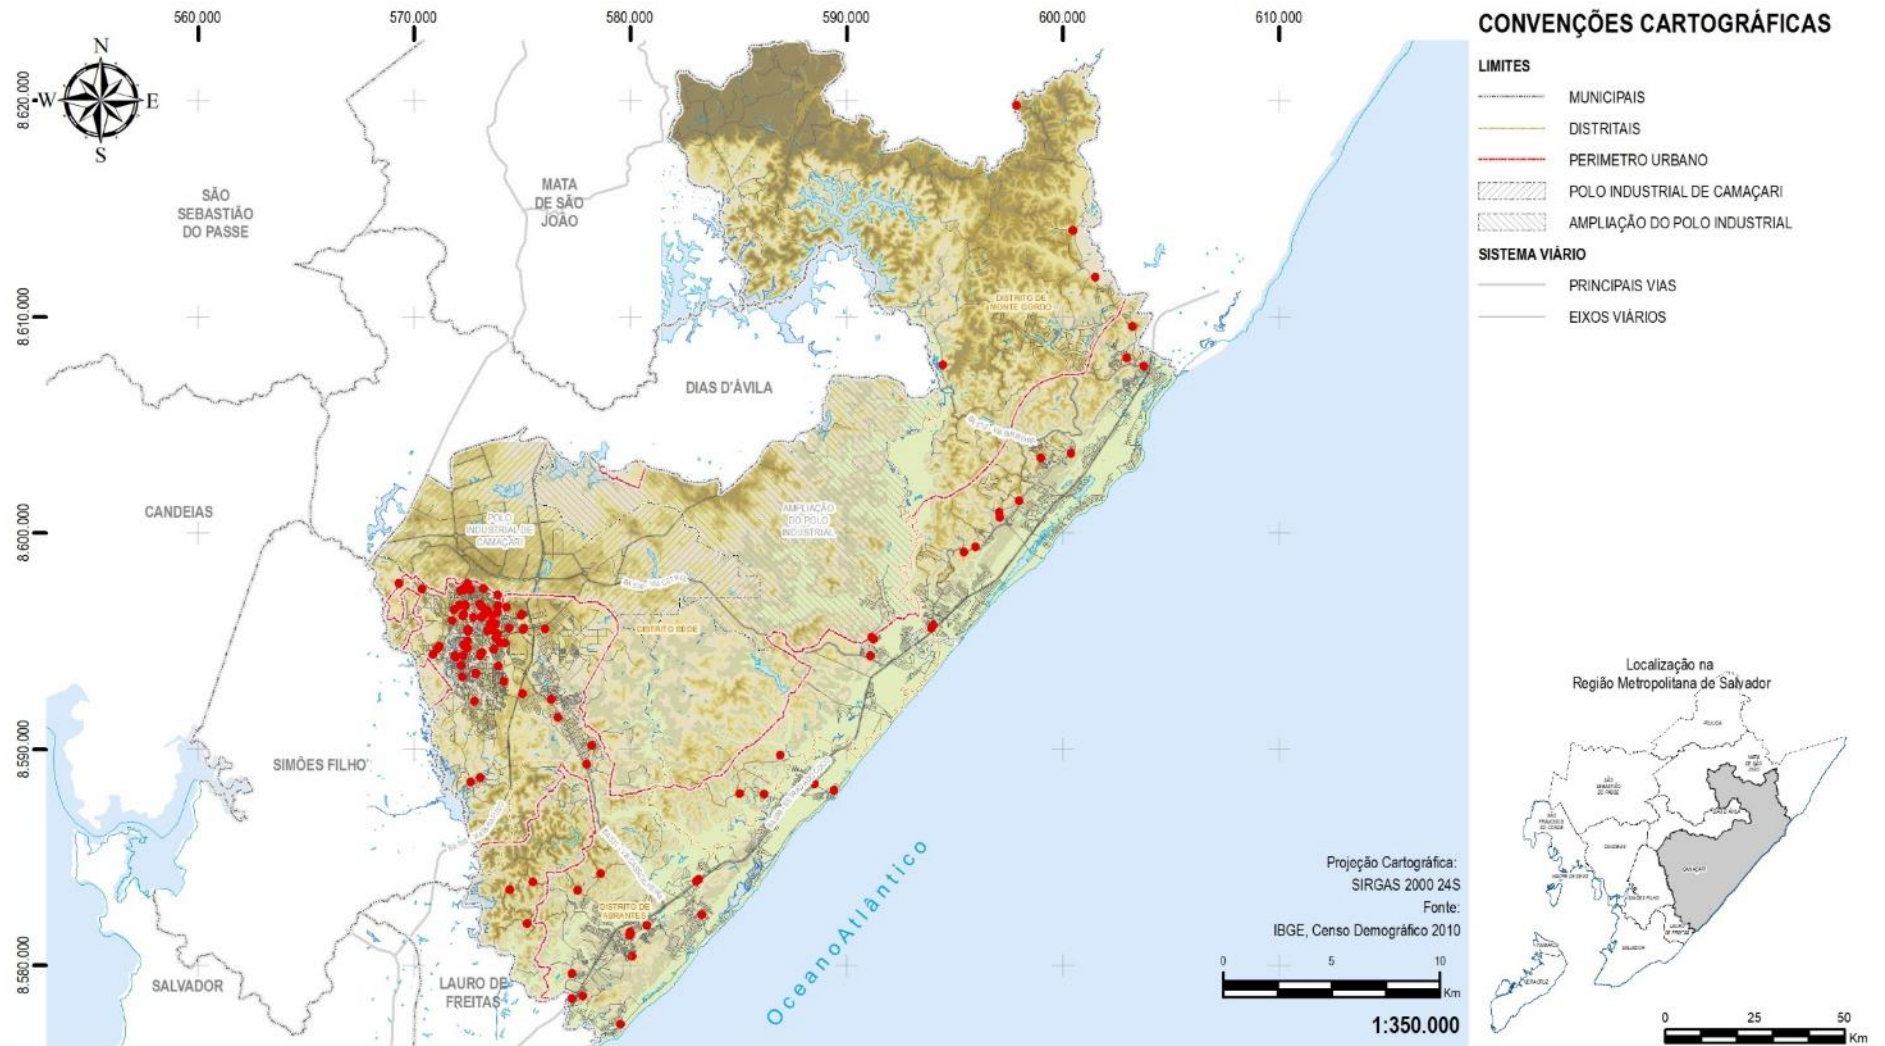 560.000
570.000
580.000
590.000
600.000
610.000
CONVENÇÕES CARTOGRÁFICAS
LIMITES
MUNICIPAIS
DISTRITAIS
PERIMETRO URBANO
POLO INDUSTRIAL DE CAMAÇARI
AMPLIAÇÃO DO POLO INDUSTRIAL
SISTEMA VIÁRIO
PRINCIPAIS VIAS
EIXOS VIÁRIOS
N
W
E
S
8.620.000
8.610.000
8.600.000
8.590.000
8.580.000
SÃO
SEBASTIÃO
DO PASSE
MATA
DE SÃO
JOÃO
DISTRITO DE
MONTE GORDO
DIAS D'ÁVILA
CANDEIAS
POLO
INDUSTRIAL DE
CAMAÇARI
AMPLIAÇÃO
DO POLO
INDUSTRIAL
DISTRITO SEDE
SIMÕES FILHO
DISTRITO DE
ABRANTES
SALVADOR
LAURO DE
FREITAS
Oceano Atlântico
Projeção Cartográfica:
SIRGAS 2000 24S
Fonte:
IBGE, Censo Demográfico 2010
0 5 10
Km
1:350.000
Localização na
Região Metropolitana de Salvador
CAMAÇARI
SALVADOR
0 25 50
Km